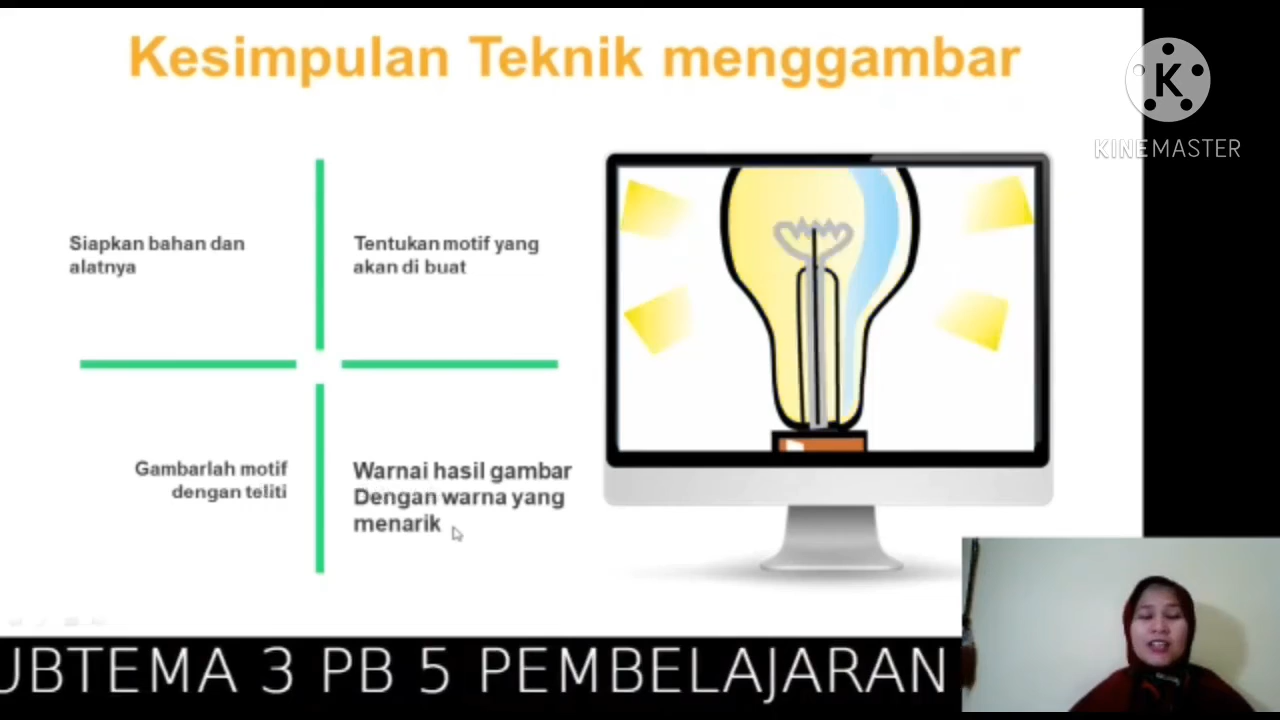 Kesimpulan Teknik menggambar
K
KINEMASTER
Siapkan bahan dan
alatnya
Tentukan motif yang
akan di buat
Gambarlah motif
dengan teliti
Warnai hasil gambar
Dengan warna yang
menarik
UBTEMA 3 PB 5 PEMBELAJARAN